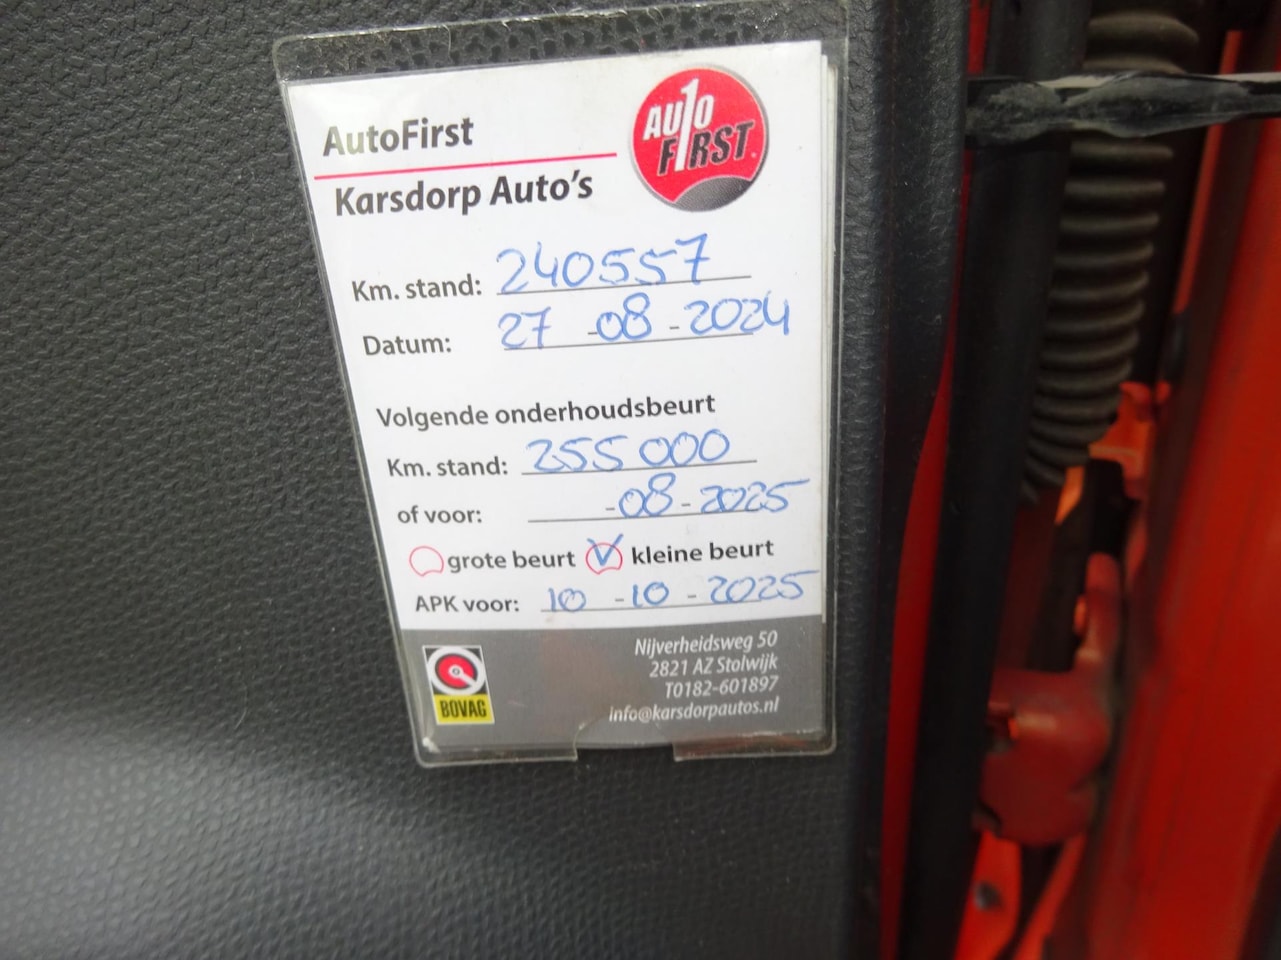 AutoFirst
Karsdorp Auto's
AUTO
FIRST
Km. stand: 240557
Datum: 27-08-2024
Volgende onderhoudsbeurt
Km. stand: 255000
of voor: -08-2025
grote beurt V kleine beurt
APK voor: 10-10-2025
BOVAG
Nijverheidsweg 50
2821 AZ Stolwijk
T0182-601897
info@karsdorpautos.nl